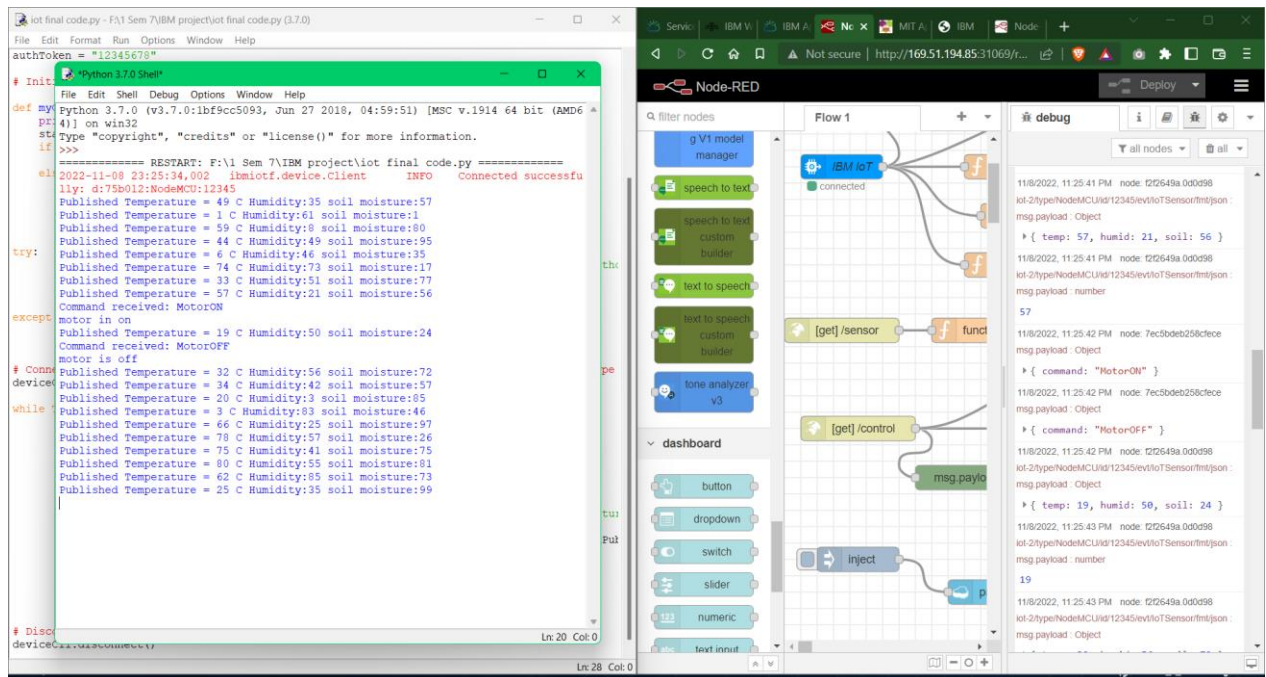 iot final code.py - F:\1 Sem 7\IBM project\iot final code.py (3.7.0)
File Edit Format Run Options Window Help
authToken = "12345678"
# Init
def my
pr
sta
if
els
try:
tho
except
# Conne
pe
device
while
tur
Pub
# Disc
deviceCli.disconnect()
Ln: 28 Col: 0
*Python 3.7.0 Shell*
File Edit Shell Debug Options Window Help
Python 3.7.0 (v3.7.0:1bf9cc5093, Jun 27 2018, 04:59:51) [MSC v.1914 64 bit (AMD6
4)] on win32
Type "copyright", "credits" or "license()" for more information.
>>>
============= RESTART: F:\1 Sem 7\IBM project\iot final code.py =============
2022-11-08 23:25:34,002 ibmiotf.device.Client INFO Connected successfu
lly: d:75b012:NodeMCU:12345
Published Temperature = 49 C Humidity:35 soil moisture:57
Published Temperature = 1 C Humidity:61 soil moisture:1
Published Temperature = 59 C Humidity:8 soil moisture:80
Published Temperature = 44 C Humidity:49 soil moisture:95
Published Temperature = 6 C Humidity:46 soil moisture:35
Published Temperature = 74 C Humidity:73 soil moisture:17
Published Temperature = 33 C Humidity:51 soil moisture:77
Published Temperature = 57 C Humidity:21 soil moisture:56
Command received: MotorON
motor in on
Published Temperature = 19 C Humidity:50 soil moisture:24
Command received: MotorOFF
motor is off
Published Temperature = 32 C Humidity:56 soil moisture:72
Published Temperature = 34 C Humidity:42 soil moisture:57
Published Temperature = 20 C Humidity:3 soil moisture:85
Published Temperature = 3 C Humidity:83 soil moisture:46
Published Temperature = 66 C Humidity:25 soil moisture:97
Published Temperature = 78 C Humidity:57 soil moisture:26
Published Temperature = 75 C Humidity:41 soil moisture:75
Published Temperature = 80 C Humidity:55 soil moisture:81
Published Temperature = 62 C Humidity:85 soil moisture:73
Published Temperature = 25 C Humidity:35 soil moisture:99
Ln: 20 Col: 0
Servic IBM W IBM A No MIT A IBM Node
Not secure | http://169.51.194.85:31069/r...
Node-RED Deploy
filter nodes
g V1 model
manager
speech to text
speech to text
custom
builder
text to speech
text to speech
custom
builder
tone analyzer
v3
dashboard
button
dropdown
switch
slider
numeric
text input
Flow 1
IBM IoT
connected
[get] /sensor
funct
[get] /control
msg.paylo
inject
p
debug
all nodes all
11/8/2022, 11:25:41 PM node: f2f2649a.0d0d98
iot-2/type/NodeMCU/id/12345/evt/IoTSensor/fmt/json :
msg.payload : Object
{ temp: 57, humid: 21, soil: 56 }
11/8/2022, 11:25:41 PM node: f2f2649a.0d0d98
iot-2/type/NodeMCU/id/12345/evt/IoTSensor/fmt/json :
msg.payload : number
57
11/8/2022, 11:25:42 PM node: 7ec5bdeb258cfece
msg.payload : Object
{ command: "MotorON" }
11/8/2022, 11:25:42 PM node: 7ec5bdeb258cfece
msg.payload : Object
{ command: "MotorOFF" }
11/8/2022, 11:25:42 PM node: f2f2649a.0d0d98
iot-2/type/NodeMCU/id/12345/evt/IoTSensor/fmt/json :
msg.payload : Object
{ temp: 19, humid: 50, soil: 24 }
11/8/2022, 11:25:43 PM node: f2f2649a.0d0d98
iot-2/type/NodeMCU/id/12345/evt/IoTSensor/fmt/json :
msg.payload : number
19
11/8/2022, 11:25:43 PM node: f2f2649a.0d0d98
iot-2/type/NodeMCU/id/12345/evt/IoTSensor/fmt/json :
msg.payload : Object